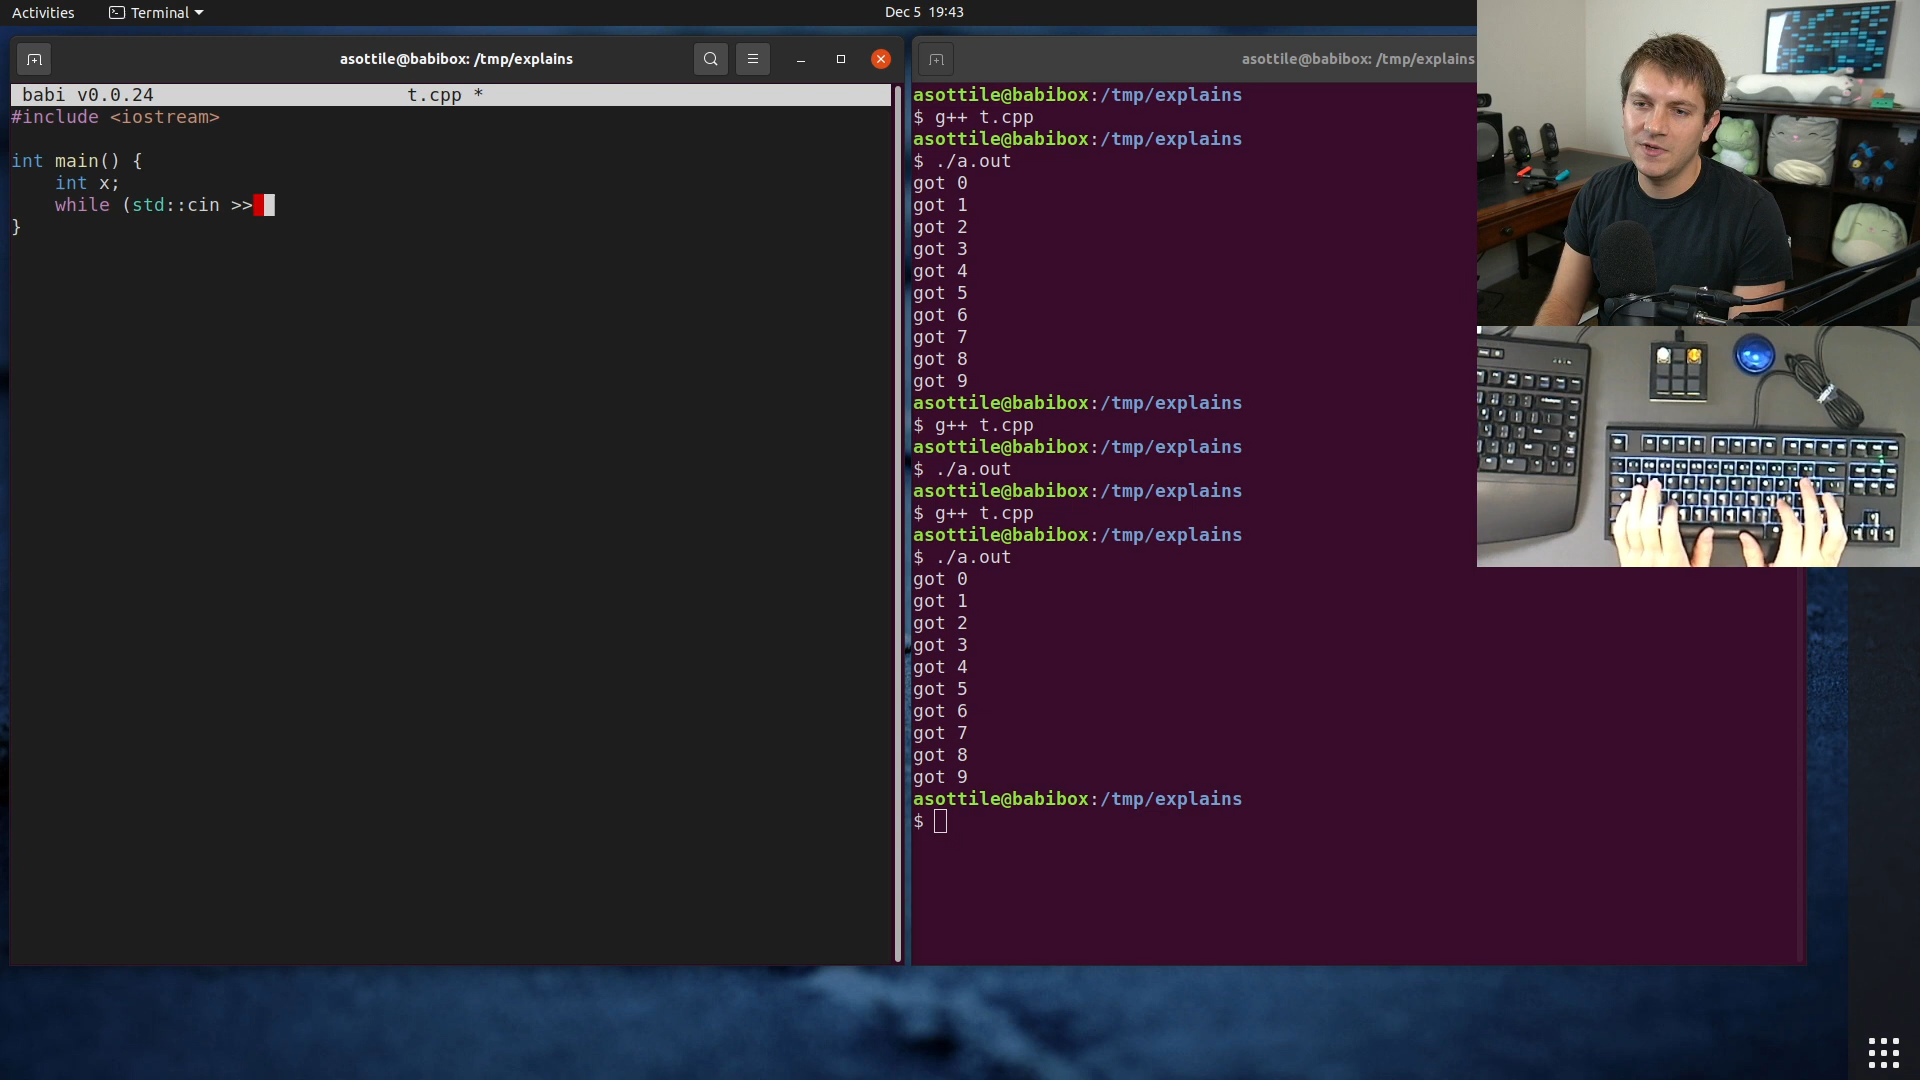 Activities
Terminal
Dec 5 19:43
asottile@babibox: /tmp/explains
babi v0.0.24 t.cpp *
#include <iostream>
int main() {
    int x;
    while (std::cin >>
}
asottile@babibox: /tmp/explains
asottile@babibox:/tmp/explains
$ g++ t.cpp
asottile@babibox:/tmp/explains
$ ./a.out
got 0
got 1
got 2
got 3
got 4
got 5
got 6
got 7
got 8
got 9
asottile@babibox:/tmp/explains
$ g++ t.cpp
asottile@babibox:/tmp/explains
$ ./a.out
asottile@babibox:/tmp/explains
$ g++ t.cpp
asottile@babibox:/tmp/explains
$ ./a.out
got 0
got 1
got 2
got 3
got 4
got 5
got 6
got 7
got 8
got 9
asottile@babibox:/tmp/explains
$